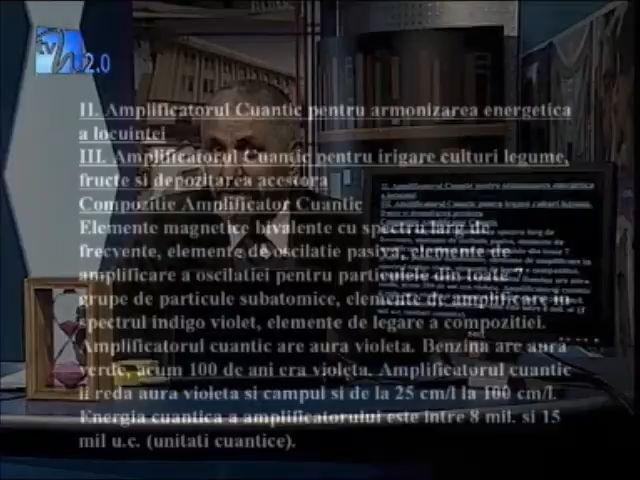 tv
2.0
II. Amplificatorul Cuantic pentru armonizarea energetica
a locuintei
III. Amplificatorul Cuantic pentru irigare culturi legume,
fructe si depozitarea acestora
Compozitie Amplificator Cuantic
Elemente magnetice bivalente cu spectru larg de
frecvente, elemente de oscilatie pasiva, elemente de
amplificare a oscilatiei pentru particulele din toate 7
grupe de particule subatomice, elemente de amplificare in
spectrul indigo violet, elemente de legare a compozitiei.
Amplificatorul cuantic are aura violeta. Benzina are aura
verde, acum 100 de ani era violeta. Amplificatorul cuantic
ii reda aura violeta si campul si de la 25 cm/l la 100 cm/l.
Energia cuantica a amplificatorului este intre 8 mil. si 15
mil u.c. (unitati cuantice).